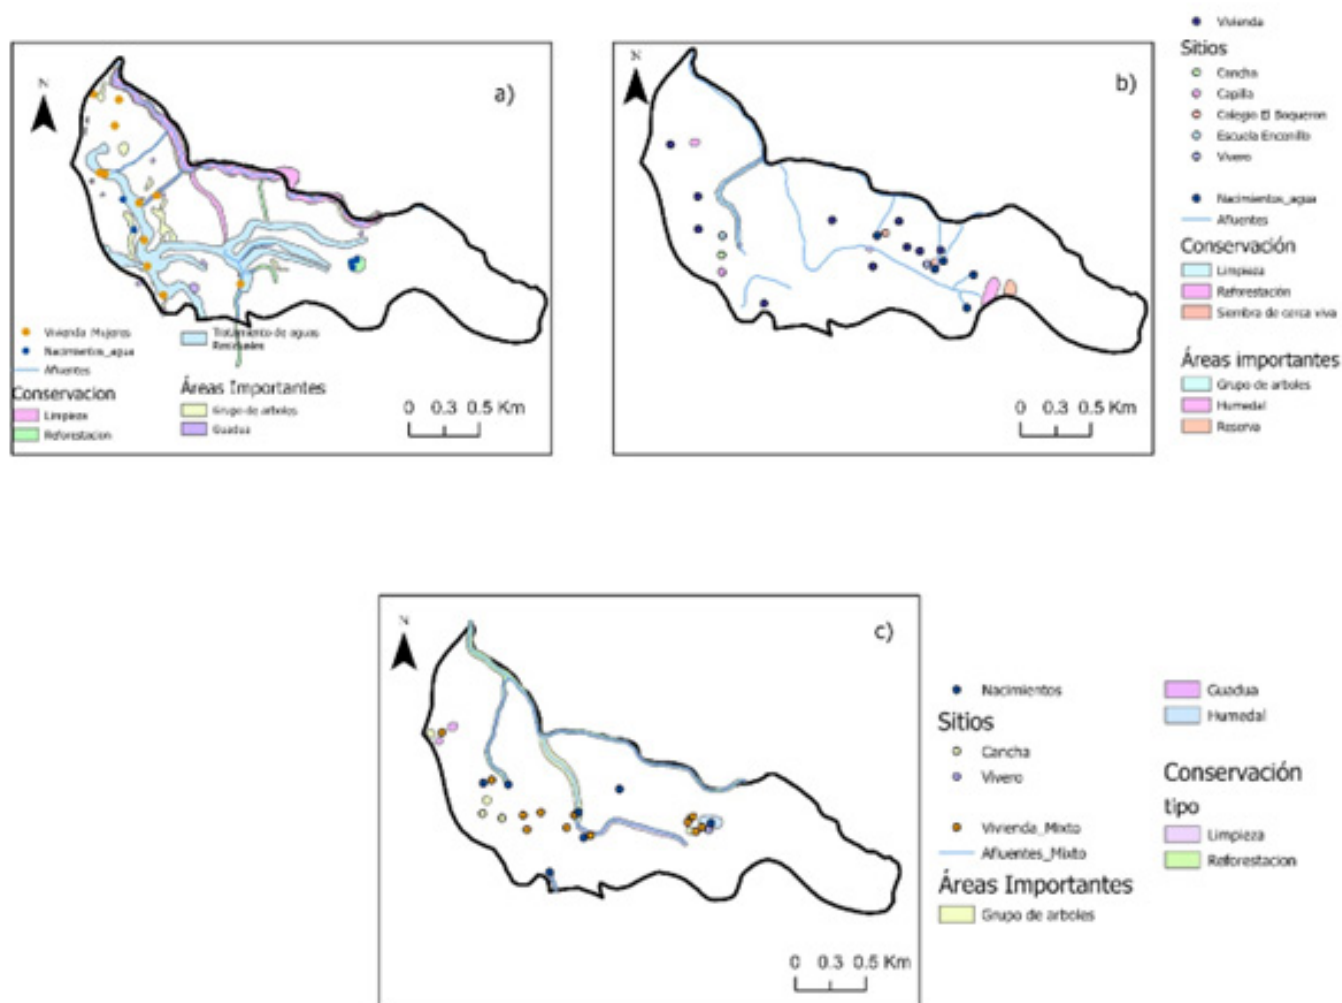 N
a)
Vivienda Mujeres
Nacimientos_agua
Afluentes
Conservacion
Limpieza
Reforestacion
Tratamiento de aguas
Residuales
Áreas Importantes
Grupo de arboles
Guadua
0 0.3 0.5 Km
N
b)
0 0.3 0.5 Km
Vivienda
Sitios
Cancha
Capilla
Colegio El Boqueron
Escuela Encenillo
Vivero
Nacimientos_agua
Afluentes
Conservación
Limpieza
Reforestación
Siembra de cerca viva
Áreas importantes
Grupo de arboles
Humedal
Reserva
N
c)
0 0.3 0.5 Km
Nacimientos
Sitios
Cancha
Vivero
Vivienda_Mixto
Afluentes_Mixto
Áreas Importantes
Grupo de arboles
Guadua
Humedal
Conservación
tipo
Limpieza
Reforestacion